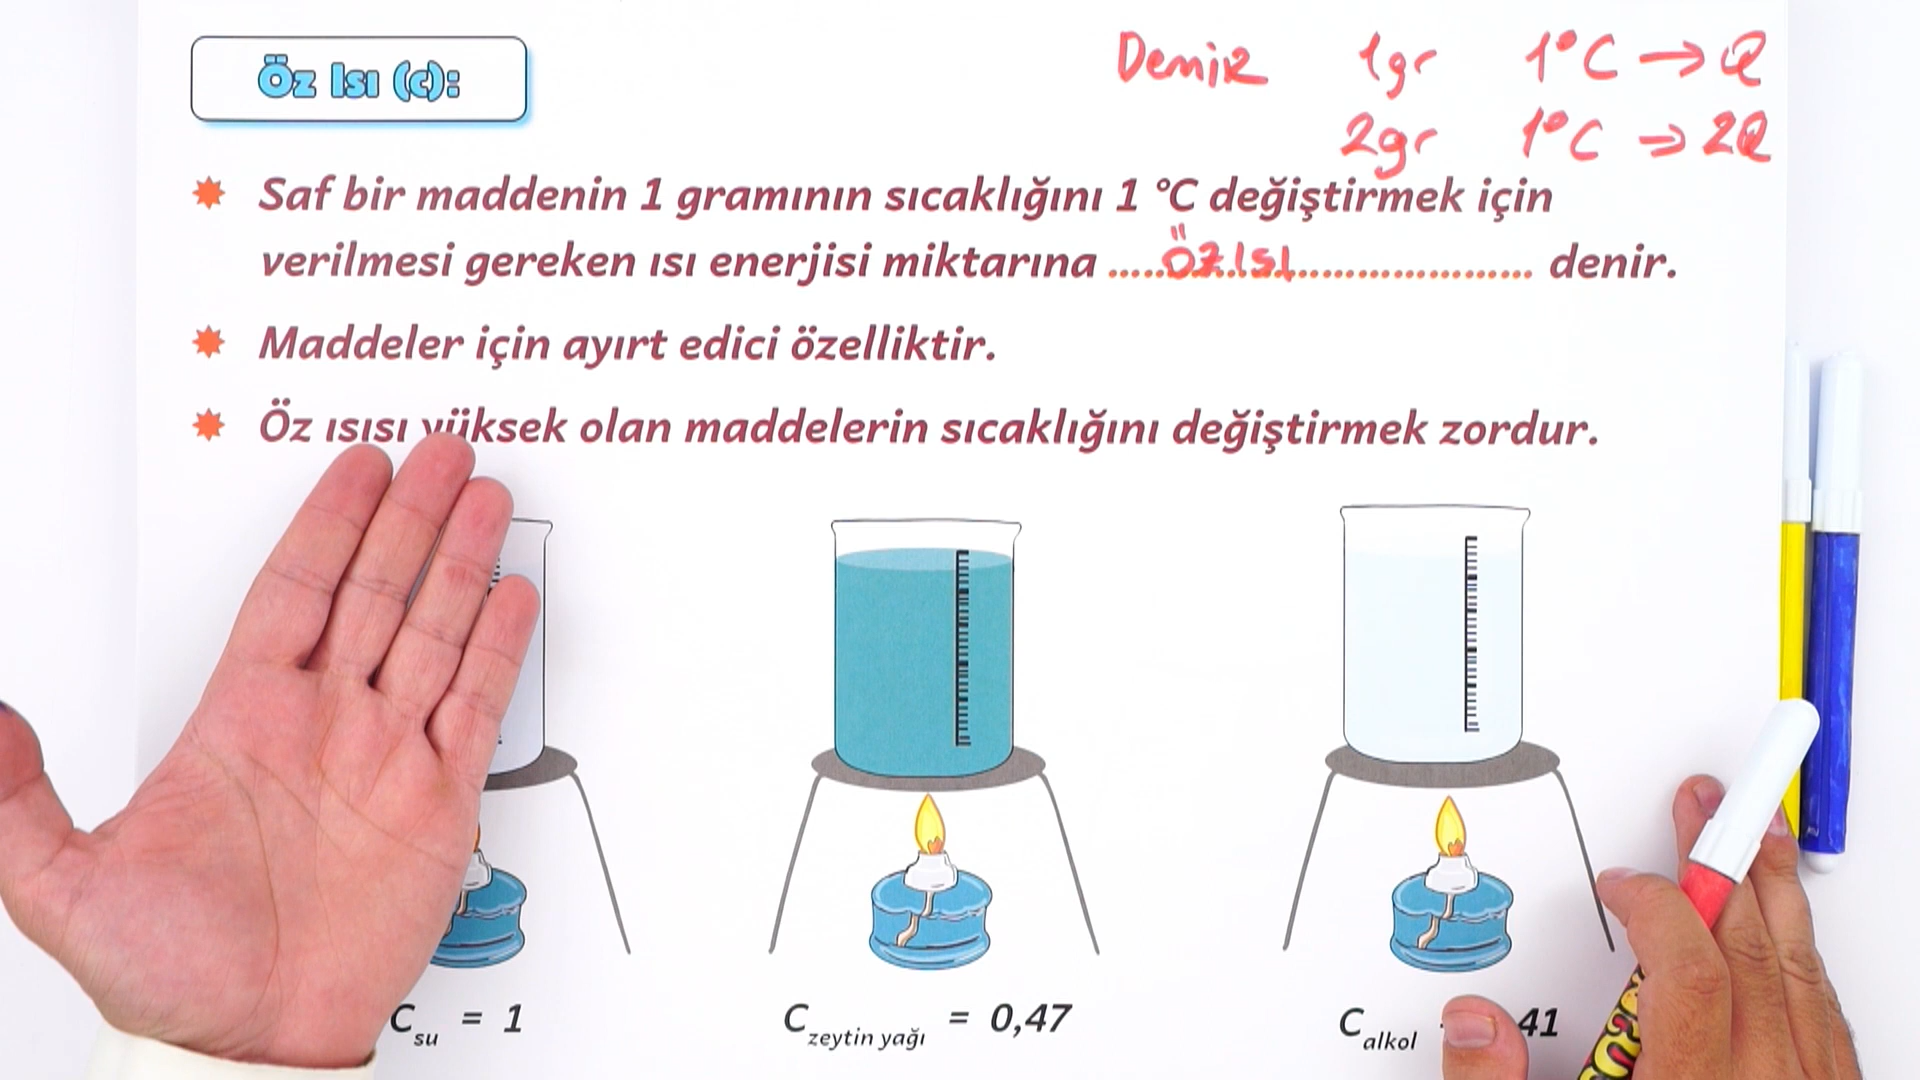 Öz Isı (c):
Demir 1gr 1°C → Q
2gr 1°C → 2Q
Saf bir maddenin 1 gramının sıcaklığını 1 °C değiştirmek için
verilmesi gereken ısı enerjisi miktarına .....ÖZ ISI..... denir.
Maddeler için ayırt edici özelliktir.
Öz ısısı yüksek olan maddelerin sıcaklığını değiştirmek zordur.
C su = 1
C zeytin yağı = 0,47
C alkol 41